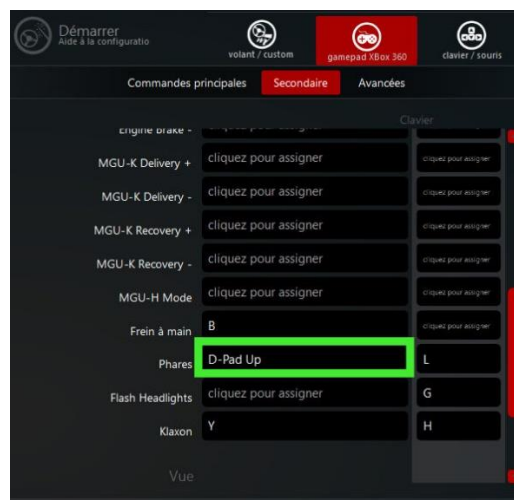 Démarrer
Aide à la configuratio
volant / custom
gamepad XBox 360
clavier / souris
Commandes principales Secondaire Avancées
Clavier
Engine Brake -
MGU-K Delivery + cliquez pour assigner cliquez pour assigner
MGU-K Delivery - cliquez pour assigner cliquez pour assigner
MGU-K Recovery + cliquez pour assigner cliquez pour assigner
MGU-K Recovery - cliquez pour assigner cliquez pour assigner
MGU-H Mode cliquez pour assigner cliquez pour assigner
Frein à main B cliquez pour assigner
Phares D-Pad Up L
Flash Headlights cliquez pour assigner G
Klaxon Y H
Vue